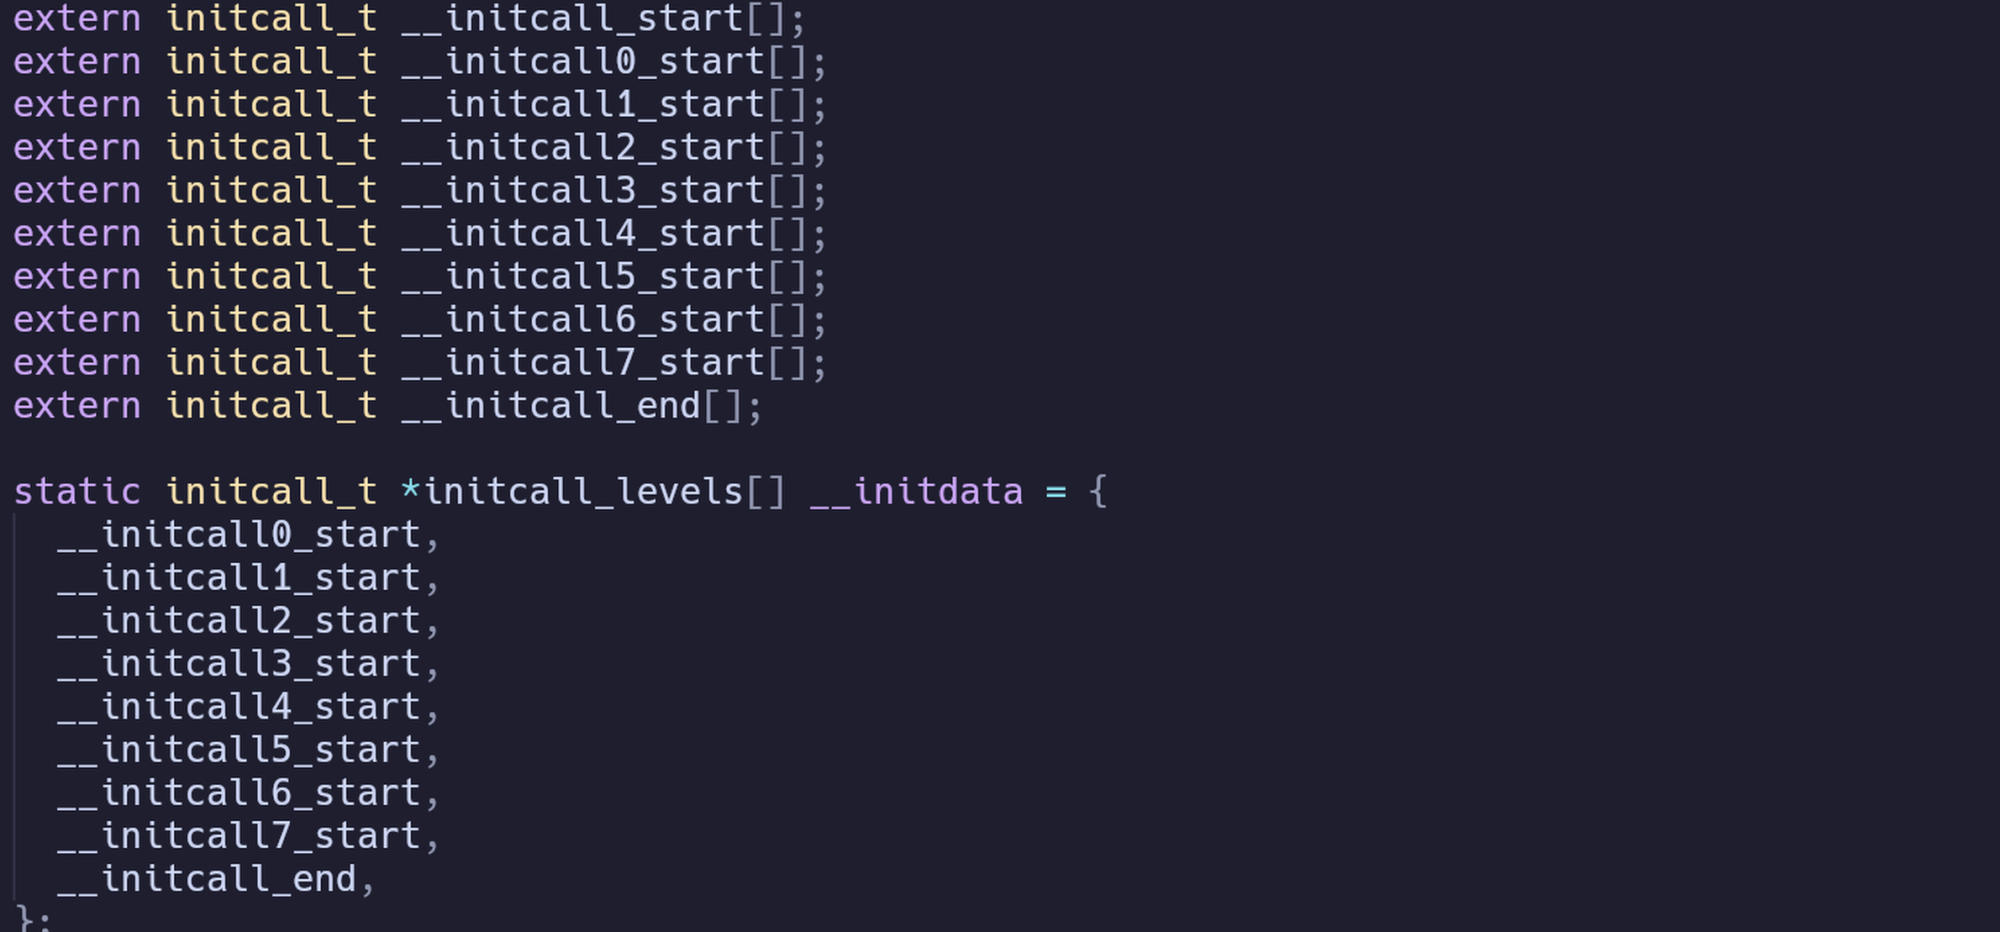 extern initcall_t __initcall_start[];
extern initcall_t __initcall0_start[];
extern initcall_t __initcall1_start[];
extern initcall_t __initcall2_start[];
extern initcall_t __initcall3_start[];
extern initcall_t __initcall4_start[];
extern initcall_t __initcall5_start[];
extern initcall_t __initcall6_start[];
extern initcall_t __initcall7_start[];
extern initcall_t __initcall_end[];
static initcall_t *initcall_levels[] __initdata = {
__initcall0_start,
__initcall1_start,
__initcall2_start,
__initcall3_start,
__initcall4_start,
__initcall5_start,
__initcall6_start,
__initcall7_start,
__initcall_end,
};